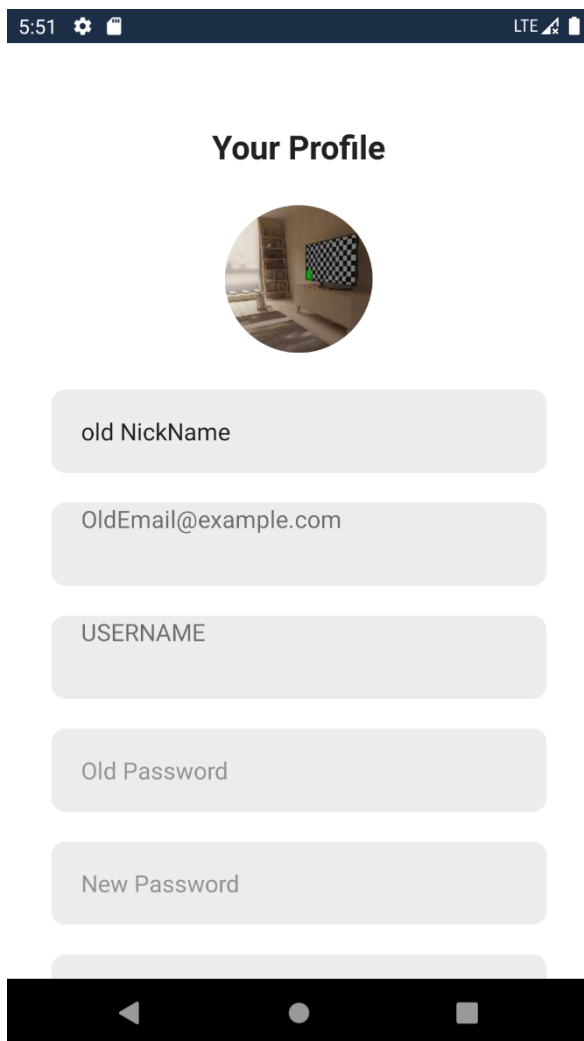 5:51 LTE
Your Profile
old NickName
OldEmail@example.com
USERNAME
Old Password
New Password